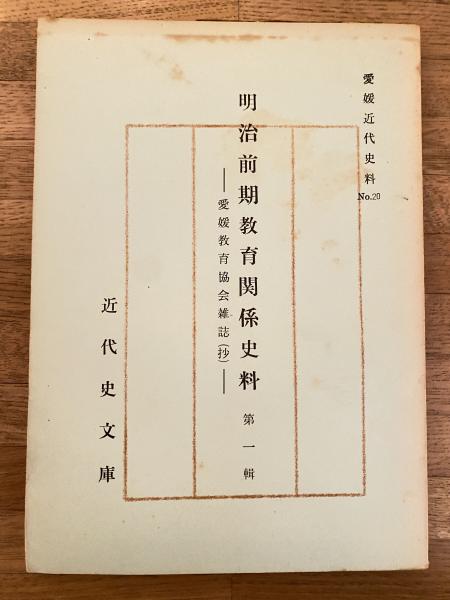 愛媛近代史料 No.20
明治前期教育関係史料 第一輯
——愛媛教育協会雑誌(抄)——
近代史文庫